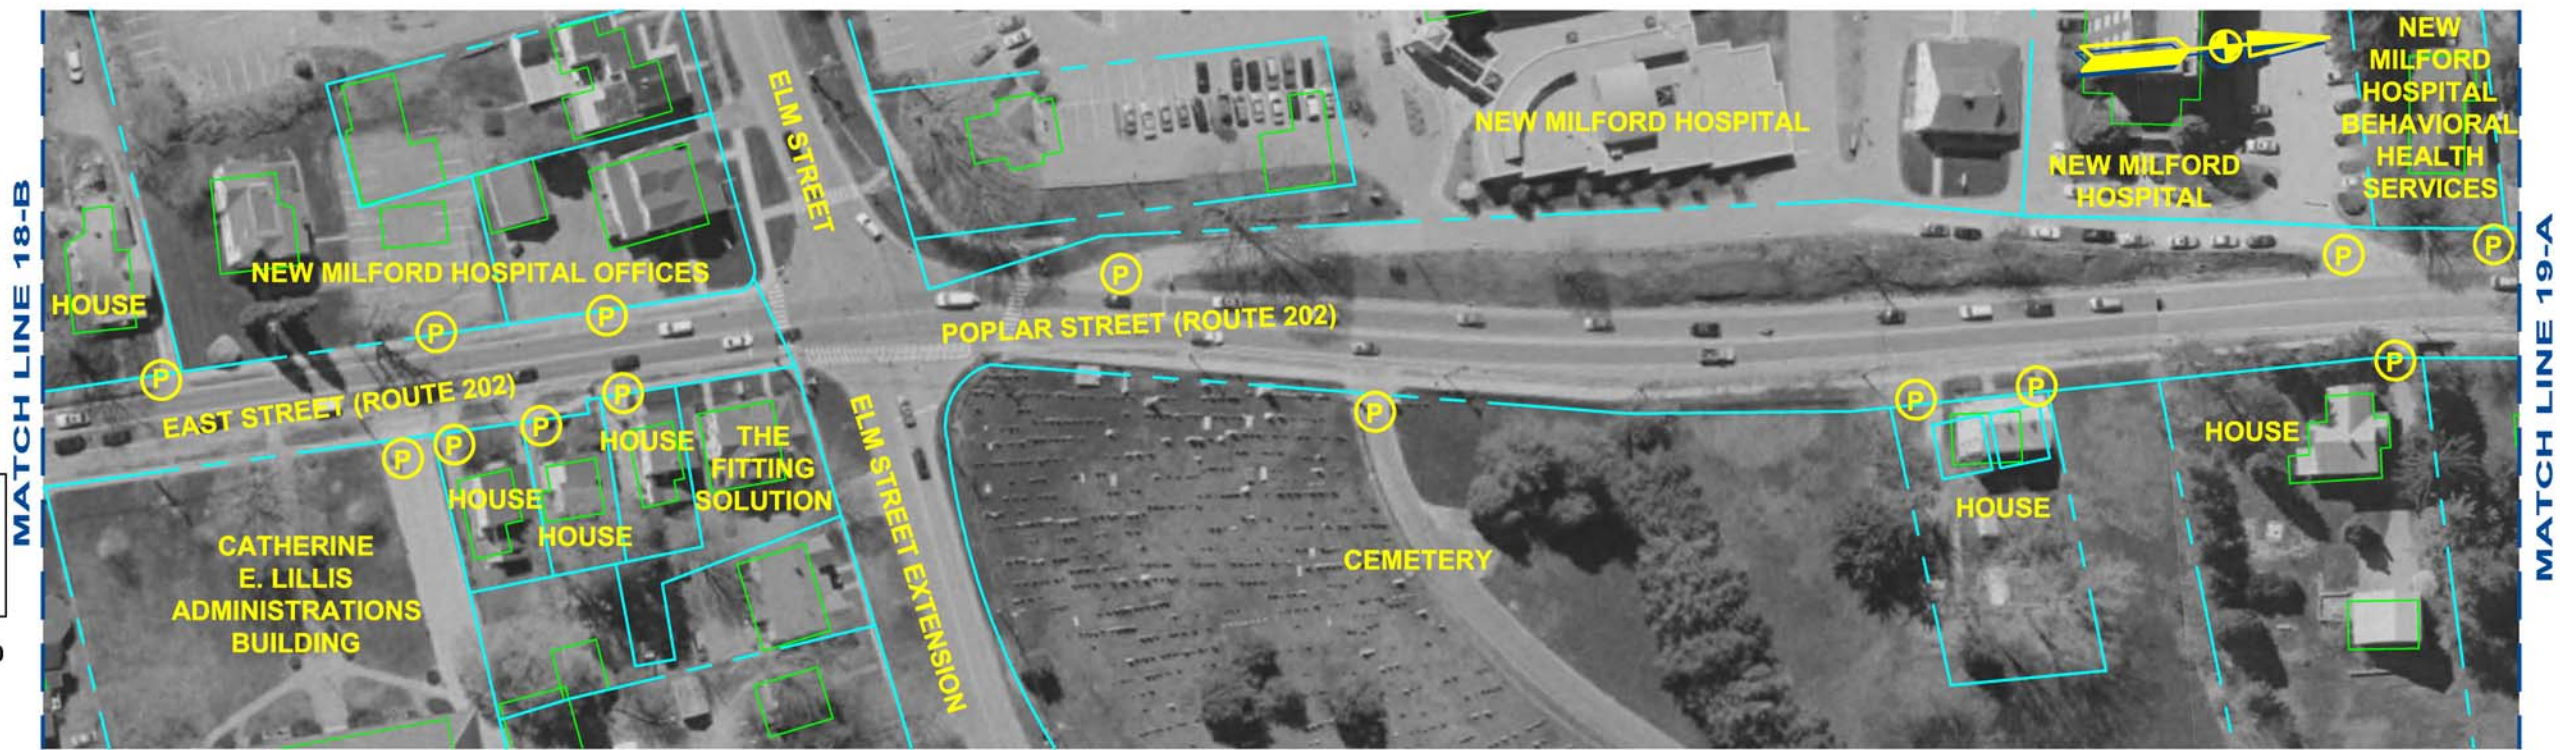 MATCH LINE 18-B
HOUSE
NEW MILFORD HOSPITAL OFFICES
ELM STREET
NEW MILFORD HOSPITAL
NEW MILFORD
HOSPITAL
NEW
MILFORD
HOSPITAL
BEHAVIORAL
HEALTH
SERVICES
MATCH LINE 19-A
P
P
P
P
P
P
EAST STREET (ROUTE 202)
POPLAR STREET (ROUTE 202)
P
P
P
P
P
P
P
P
CATHERINE
E. LILLIS
ADMINISTRATIONS
BUILDING
HOUSE
HOUSE
HOUSE
THE
FITTING
SOLUTION
ELM STREET EXTENSION
CEMETERY
HOUSE
HOUSE